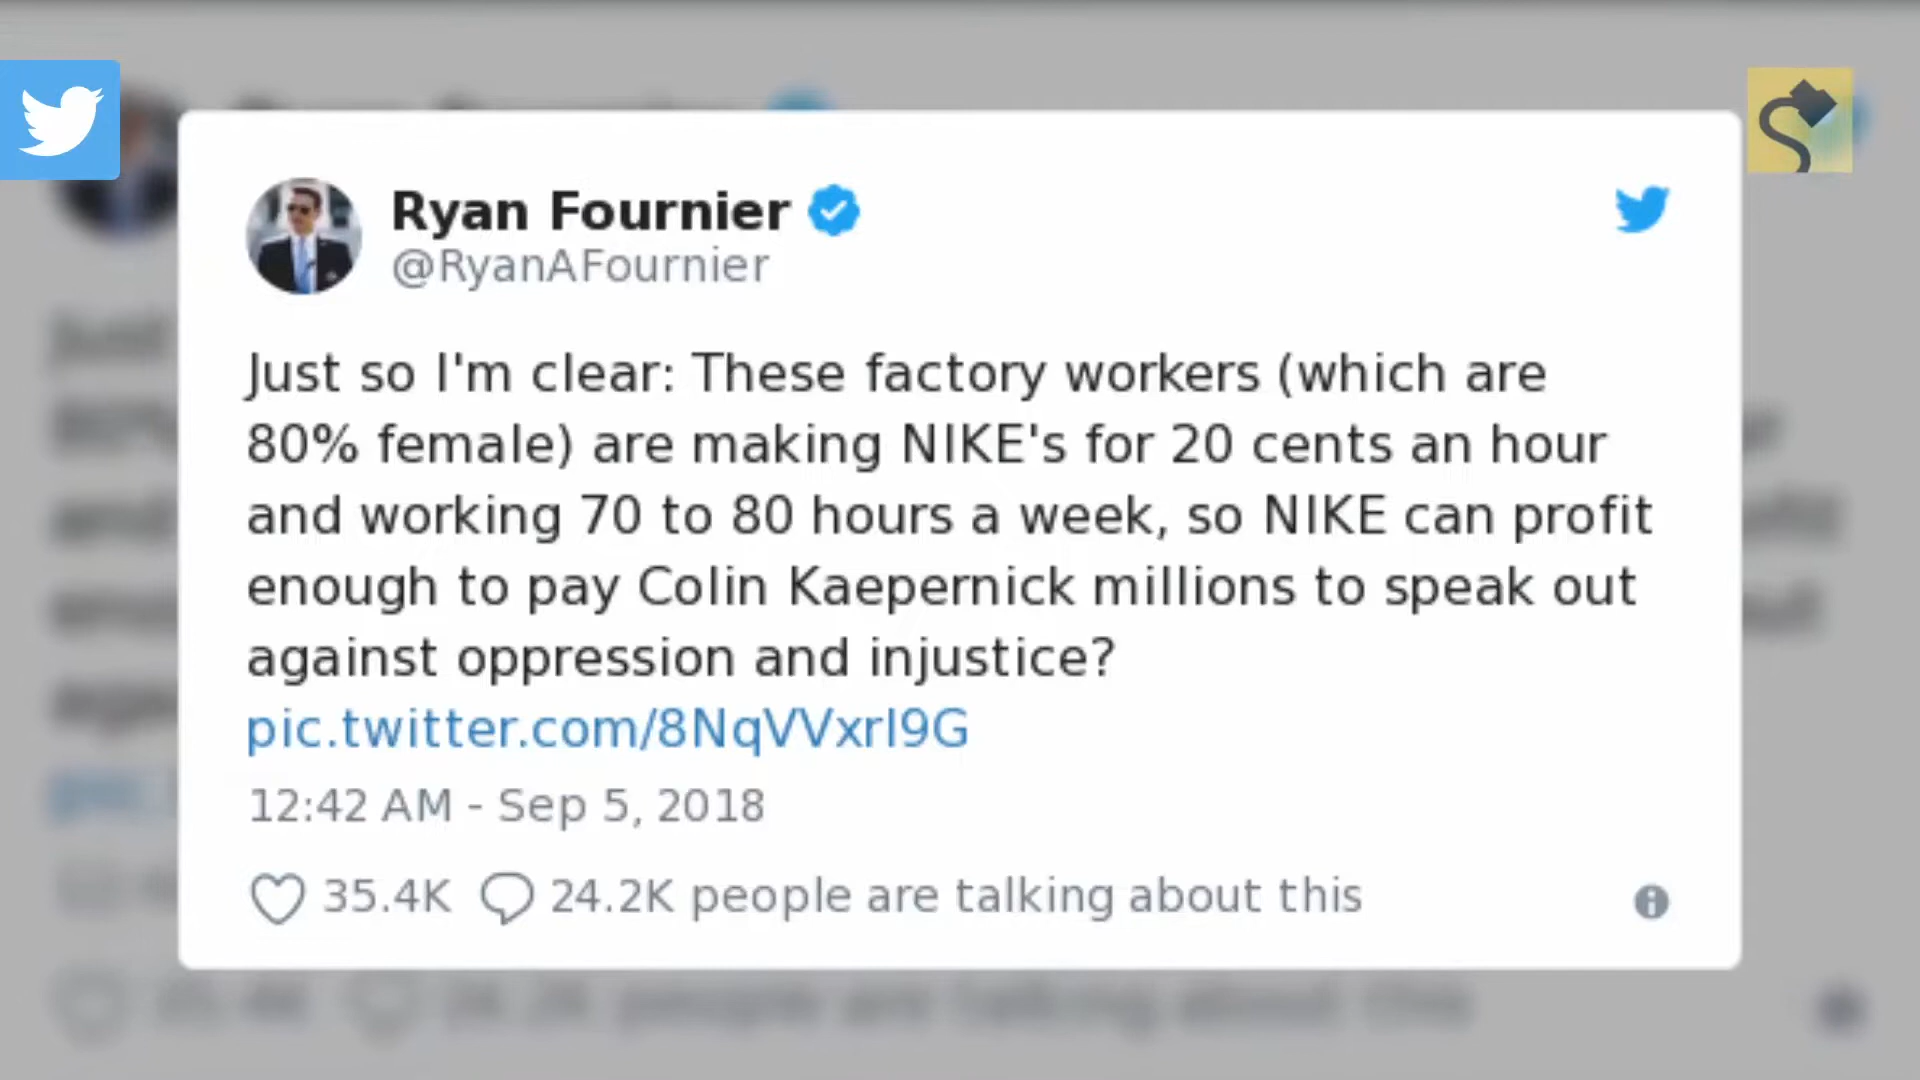 Ryan Fournier
@RyanAFournier
Just so I'm clear: These factory workers (which are
80% female) are making NIKE's for 20 cents an hour
and working 70 to 80 hours a week, so NIKE can profit
enough to pay Colin Kaepernick millions to speak out
against oppression and injustice?
pic.twitter.com/8NqVVxrI9G
12:42 AM - Sep 5, 2018
35.4K 24.2K people are talking about this